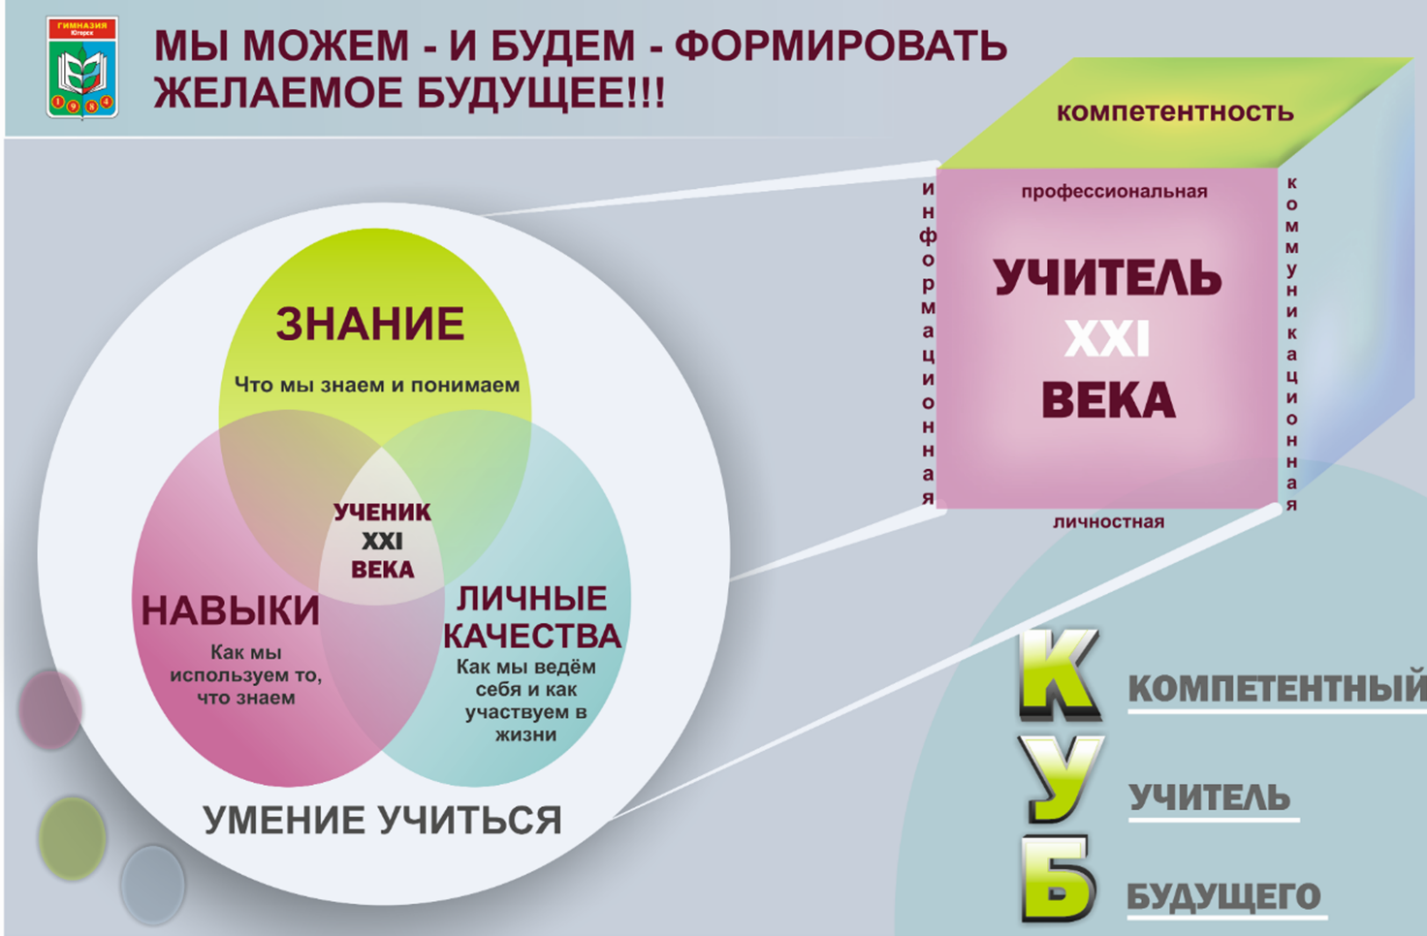 ГИМНАЗИЯ
Югорск
1984
МЫ МОЖЕМ - И БУДЕМ - ФОРМИРОВАТЬ
ЖЕЛАЕМОЕ БУДУЩЕЕ!!!
ЗНАНИЕ
Что мы знаем и понимаем
УЧЕНИК
XXI
ВЕКА
НАВЫКИ
Как мы
используем то,
что знаем
ЛИЧНЫЕ
КАЧЕСТВА
Как мы ведём
себя и как
участвуем в
жизни
УМЕНИЕ УЧИТЬСЯ
компетентность
информационная
профессиональная
УЧИТЕЛЬ
XXI
ВЕКА
коммуникационная
личностная
К КОМПЕТЕНТНЫЙ
У УЧИТЕЛЬ
Б БУДУЩЕГО